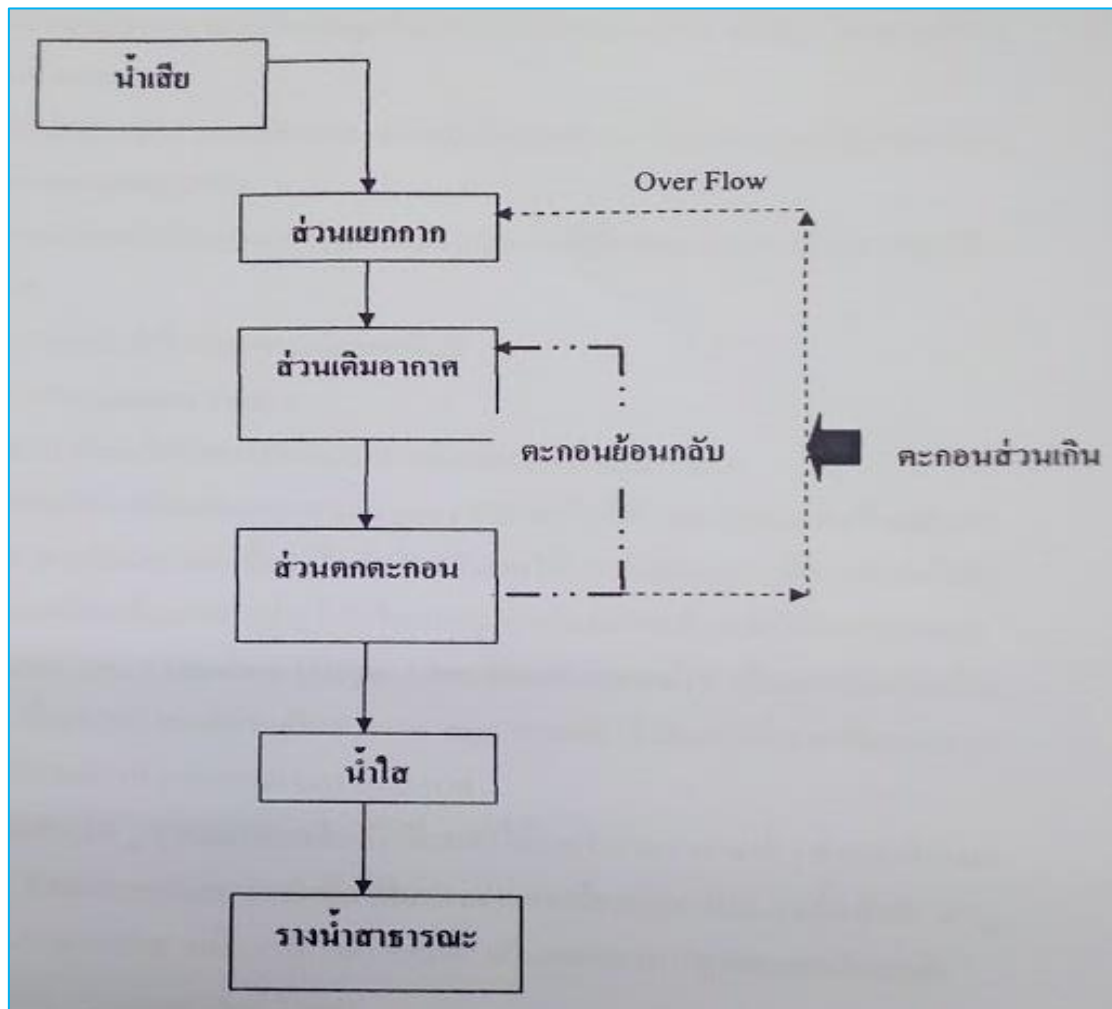 น้ำเสีย
Over Flow
ส่วนแยกกาก
ส่วนเติมอากาศ
ตะกอนย้อนกลับ
ตะกอนส่วนเกิน
ส่วนตกตะกอน
น้ำใส
รางน้ำสาธารณะ